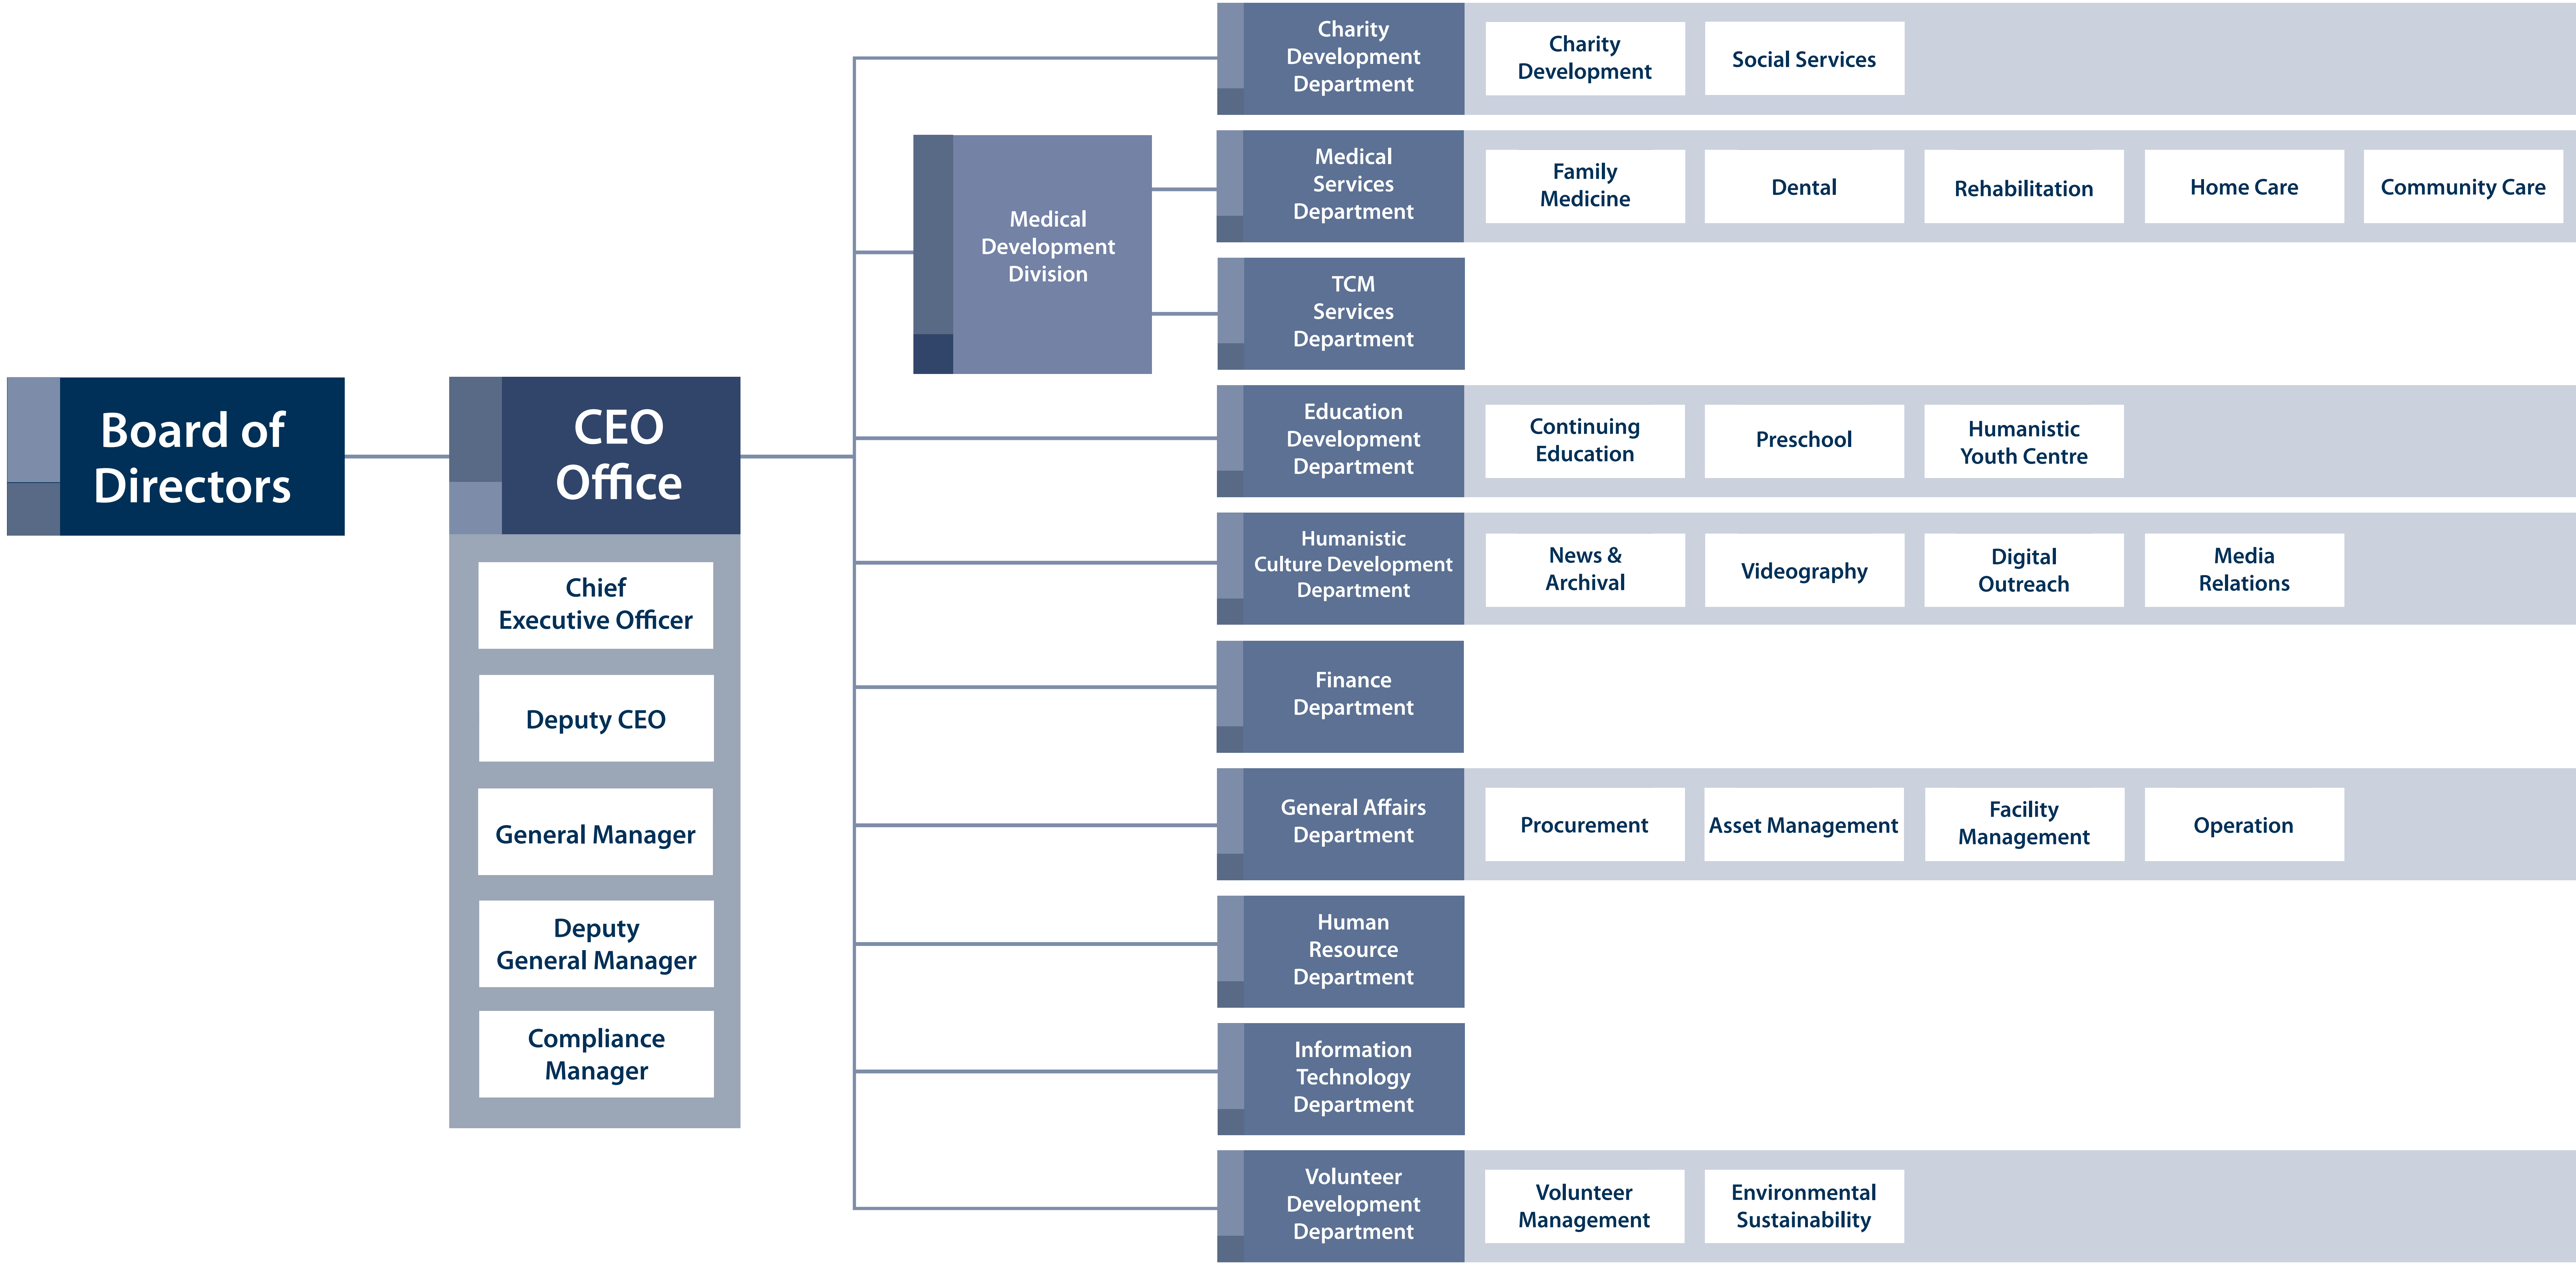 Board of
Directors
CEO
Office
Chief
Executive Officer
Deputy CEO
General Manager
Deputy
General Manager
Compliance
Manager
Medical
Development
Division
Charity
Development
Department
Charity
Development
Social Services
Medical
Services
Department
Family
Medicine
Dental
Rehabilitation
Home Care
Community Care
TCM
Services
Department
Education
Development
Department
Continuing
Education
Preschool
Humanistic
Youth Centre
Humanistic
Culture Development
Department
News &
Archival
Videography
Digital
Outreach
Media
Relations
Finance
Department
General Affairs
Department
Procurement
Asset Management
Facility
Management
Operation
Human
Resource
Department
Information
Technology
Department
Volunteer
Development
Department
Volunteer
Management
Environmental
Sustainability